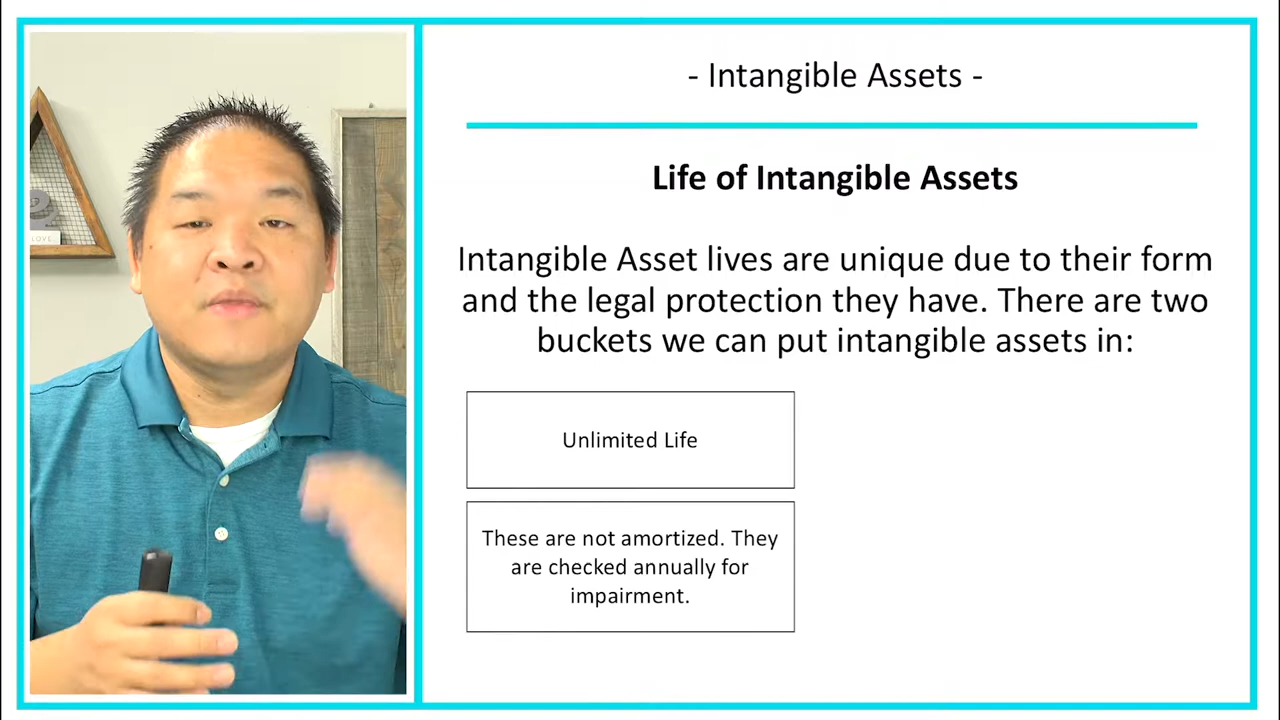 - Intangible Assets -
Life of Intangible Assets
Intangible Asset lives are unique due to their form
and the legal protection they have. There are two
buckets we can put intangible assets in:
Unlimited Life
These are not amortized. They
are checked annually for
impairment.
LOVE